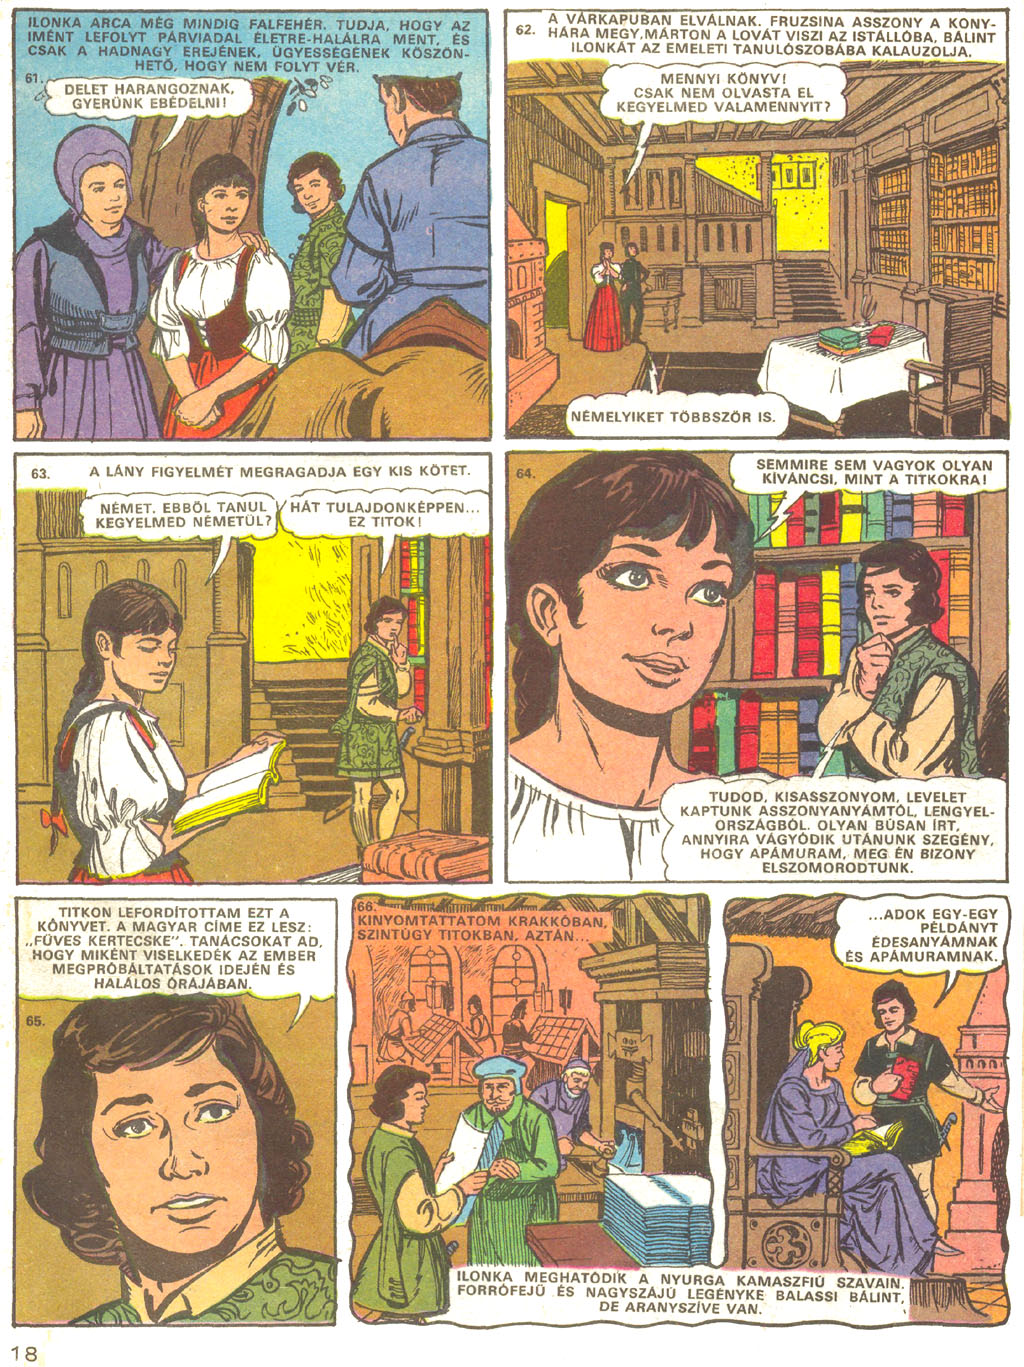 ILONKA ARCA MÉG MINDIG FALFEHÉR. TUDJA, HOGY AZ
IMÉNT LEFOLYT PÁRVIADAL ÉLETRE-HALÁLRA MENT, ÉS
CSAK A HADNAGY EREJÉNEK, ÜGYESSÉGÉNEK KÖSZÖN-
HETŐ, HOGY NEM FOLYT VÉR.
61.
DELET HARANGOZNAK,
GYERÜNK EBÉDELNI!
62.
A VÁRKAPUBAN ELVÁLNAK. FRUZSINA ASSZONY A KONY-
HÁRA MEGY, MÁRTON A LOVÁT VISZI AZ ISTÁLLÓBA, BÁLINT
ILONKÁT AZ EMELETI TANULÓSZOBÁBA KALAUZOLJA.
MENNYI KÖNYV!
CSAK NEM OLVASTA EL
KEGYELMED VALAMENNYIT?
NÉMELYIKET TÖBBSZÖR IS.
63.
A LÁNY FIGYELMÉT MEGRAGADJA EGY KIS KÖTET.
NÉMET. EBBŐL TANUL
KEGYELMED NÉMETÜL?
HÁT TULAJDONKÉPPEN...
EZ TITOK!
64.
SEMMIRE SEM VAGYOK OLYAN
KÍVÁNCSI, MINT A TITKOKRA!
TUDOD, KISASSZONYOM, LEVELET
KAPTUNK ASSZONYANYÁMTÓL, LENGYEL-
ORSZÁGBÓL. OLYAN BÚSAN ÍRT,
ANNYIRA VÁGYÓDIK UTÁNUNK SZEGÉNY,
HOGY APÁMURAM, MEG ÉN BIZONY
ELSZOMORODTUNK.
TITKON LEFORDÍTOTTAM EZT A
KÖNYVET. A MAGYAR CÍME EZ LESZ:
„FÜVES KERTECSKE”. TANÁCSOKAT AD,
HOGY MIKÉNT VISELKEDÉK AZ EMBER
MEGPRÓBÁLTATÁSOK IDEJÉN ÉS
HALÁLOS ÓRÁJÁBAN.
65.
66.
KINYOMTATTATOM KRAKKÓBAN,
SZINTÚGY TITOKBAN, AZTÁN...
...ADOK EGY-EGY
PÉLDÁNYT
ÉDESANYÁMNAK
ÉS APÁMURAMNAK.
ILONKA MEGHATÓDIK A NYURGA KAMASZFIÚ SZAVAIN.
FORRÓFEJŰ ÉS NAGYSZÁJÚ LEGÉNYKE BALASSI BÁLINT,
DE ARANYSZÍVE VAN.
18